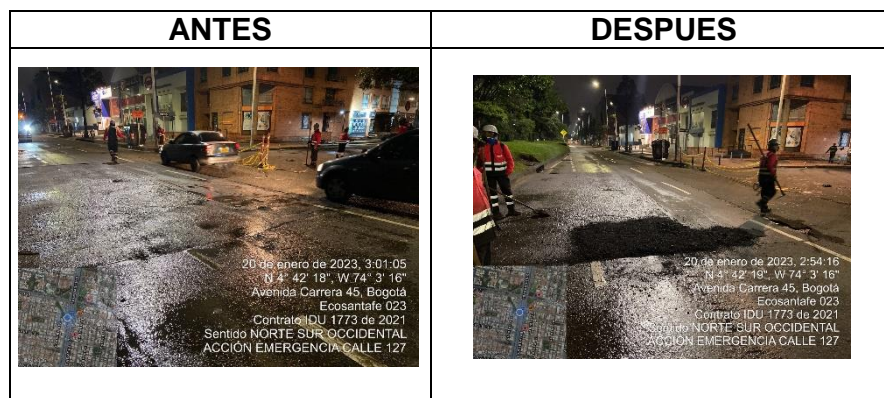 ANTES
DESPUES
20 de enero de 2023, 3:01:05
N 4° 42' 18", W 74° 3' 16"
Avenida Carrera 45, Bogotá
Ecosantafe 023
Contrato IDU 1773 de 2021
Sentido NORTE SUR OCCIDENTAL
ACCIÓN EMERGENCIA CALLE 127
20 de enero de 2023, 2:54:16
N 4° 42' 19", W 74° 3' 16"
Avenida Carrera 45, Bogotá
Ecosantafe 023
Contrato IDU 1773 de 2021
Sentido NORTE SUR OCCIDENTAL
ACCIÓN EMERGENCIA CALLE 127